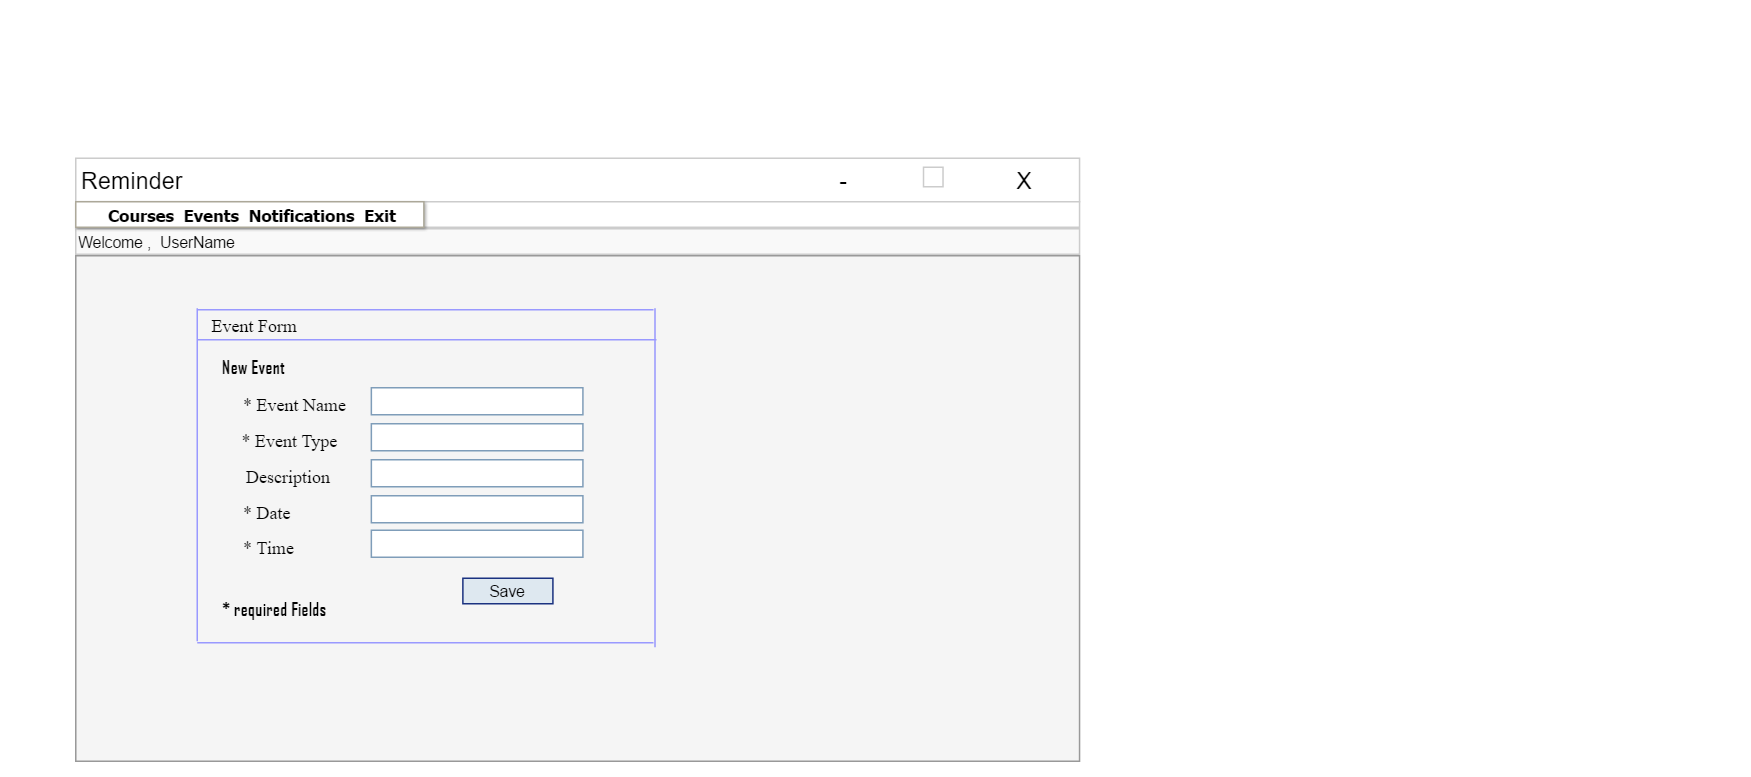 Reminder - X
Courses Events Notifications Exit
Welcome , UserName
Event Form
New Event
* Event Name
* Event Type
Description
* Date
* Time
Save
* required Fields